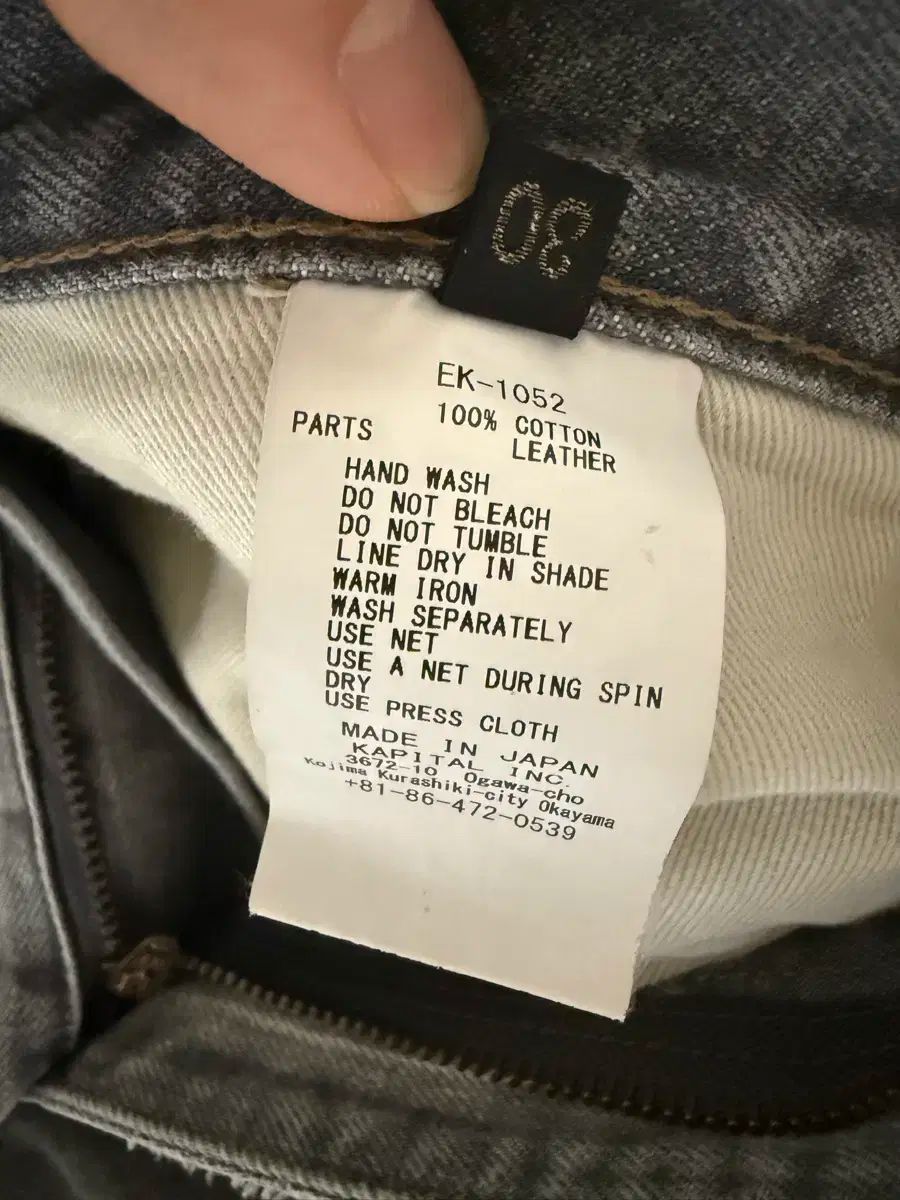 30
EK-1052
100% COTTON
PARTS LEATHER
HAND WASH
DO NOT BLEACH
DO NOT TUMBLE
LINE DRY IN SHADE
WARM IRON
WASH SEPARATELY
USE NET
USE A NET DURING SPIN
DRY
USE PRESS CLOTH
MADE IN JAPAN
KAPITAL INC.
3672-10 Ogawa-cho
Kojima Kurashiki-city Okayama
+81-86-472-0539